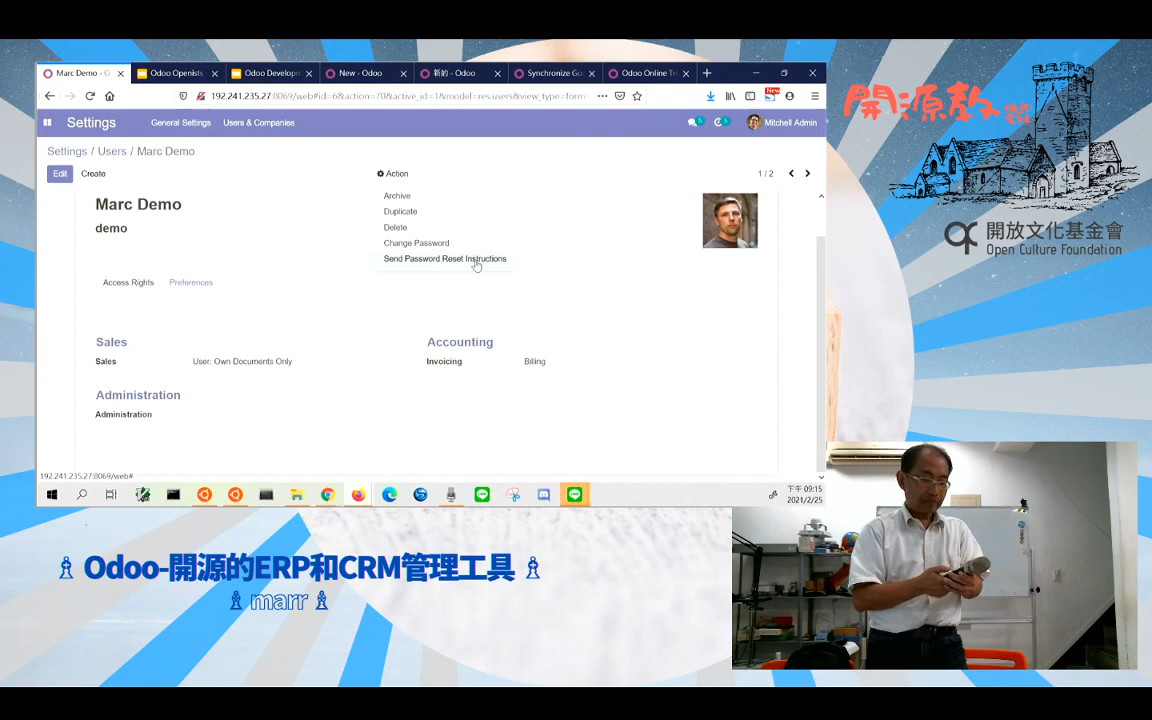 Marc Demo - O
Odoo Openists
Odoo Developm
New - Odoo
新的 - Odoo
Synchronize Go
Odoo Online Tri
192.241.235.27:8069/web#id=6&action=70&active_id=1&model=res.users&view_type=form
New
Settings
General Settings
Users & Companies
Mitchell Admin
Settings / Users / Marc Demo
Edit
Create
Action
1 / 2
Archive
Duplicate
Delete
Change Password
Send Password Reset Instructions
Marc Demo
demo
Access Rights
Preferences
Sales
Accounting
Sales
User: Own Documents Only
Invoicing
Billing
Administration
Administration
192.241.235.27:8069/web#
下午 09:15
2021/2/25
開源教
開放文化基金會
Open Culture Foundation
Odoo-開源的ERP和CRM管理工具
marr